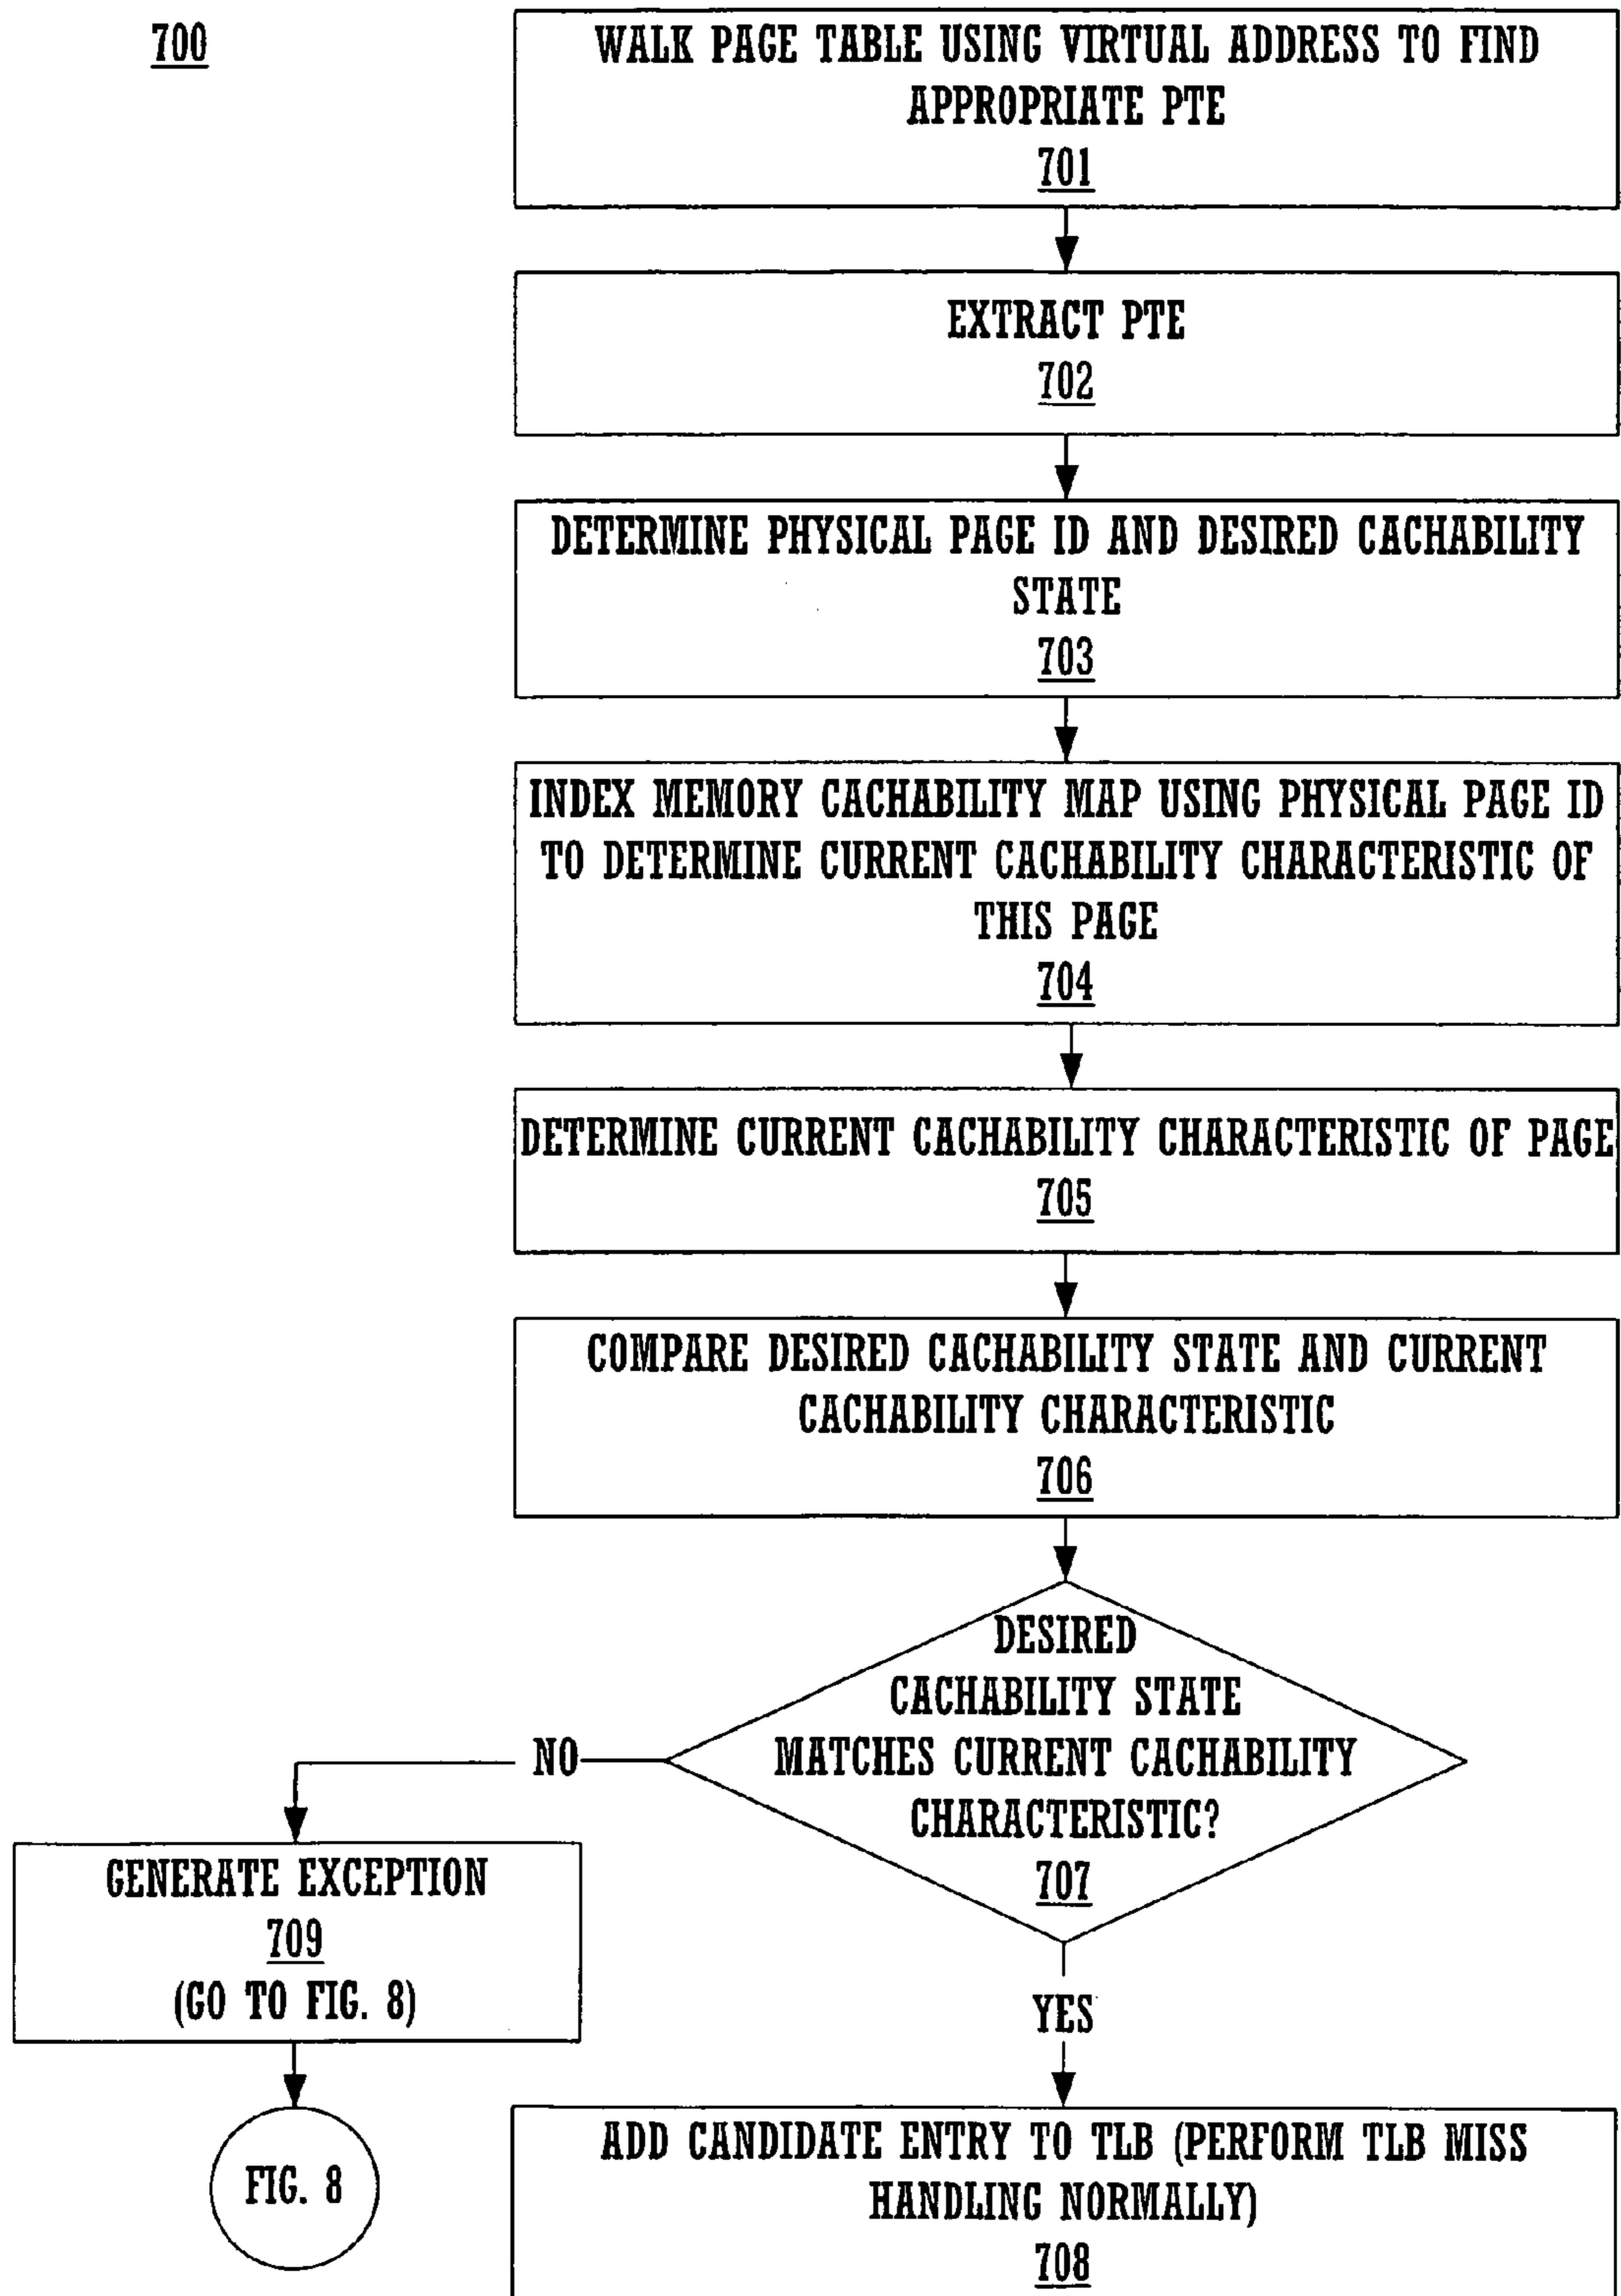 700
WALK PAGE TABLE USING VIRTUAL ADDRESS TO FIND
APPROPRIATE PTE
701
EXTRACT PTE
702
DETERMINE PHYSICAL PAGE ID AND DESIRED CACHABILITY
STATE
703
INDEX MEMORY CACHABILITY MAP USING PHYSICAL PAGE ID
TO DETERMINE CURRENT CACHABILITY CHARACTERISTIC OF
THIS PAGE
704
DETERMINE CURRENT CACHABILITY CHARACTERISTIC OF PAGE
705
COMPARE DESIRED CACHABILITY STATE AND CURRENT
CACHABILITY CHARACTERISTIC
706
DESIRED
CACHABILITY STATE
MATCHES CURRENT CACHABILITY
CHARACTERISTIC?
707
NO
GENERATE EXCEPTION
709
(GO TO FIG. 8)
FIG. 8
YES
ADD CANDIDATE ENTRY TO TLB (PERFORM TLB MISS
HANDLING NORMALLY)
708